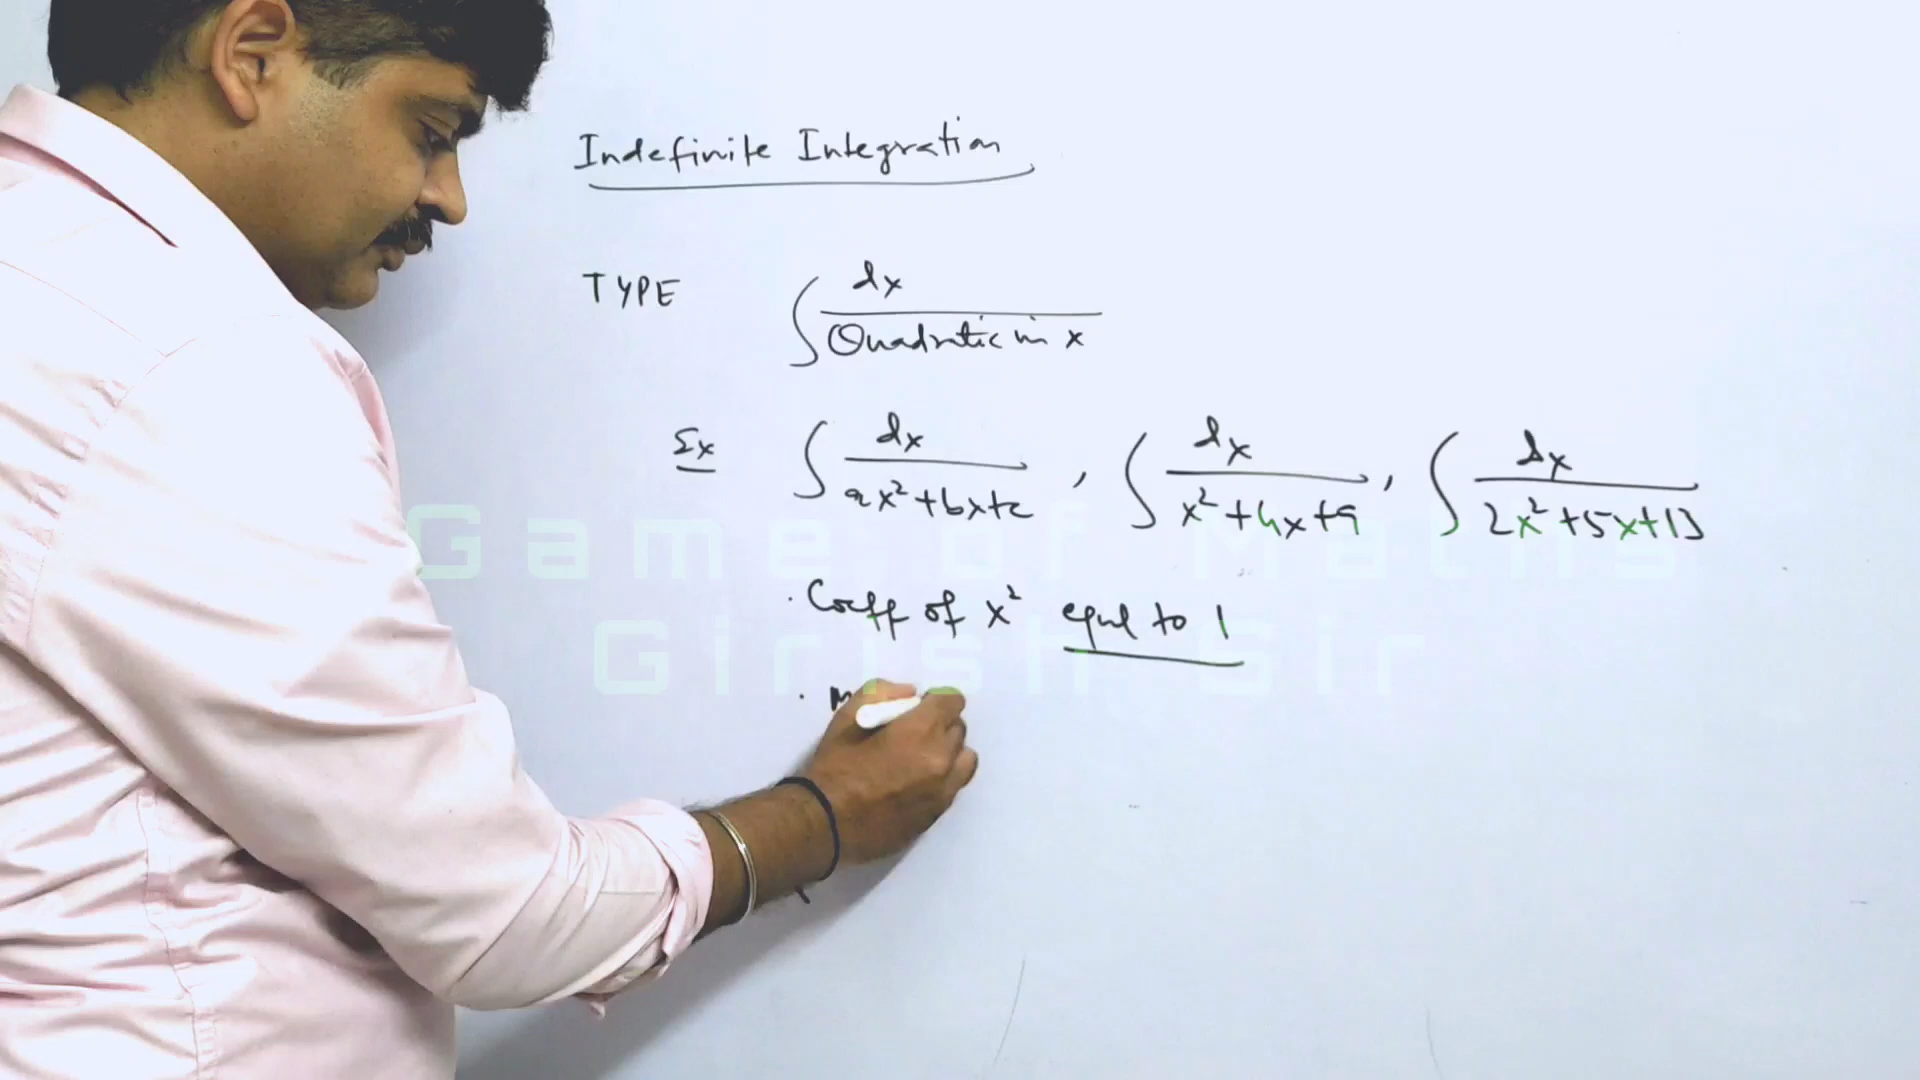 Indefinite Integration
TYPE ∫ dx / Quadratic in x
Ex ∫ dx / ax²+bx+c , ∫ dx / x²+4x+9 , ∫ dx / 2x²+5x+13
Game of Maths
· Coeff of x² equal to 1
Girish Sir